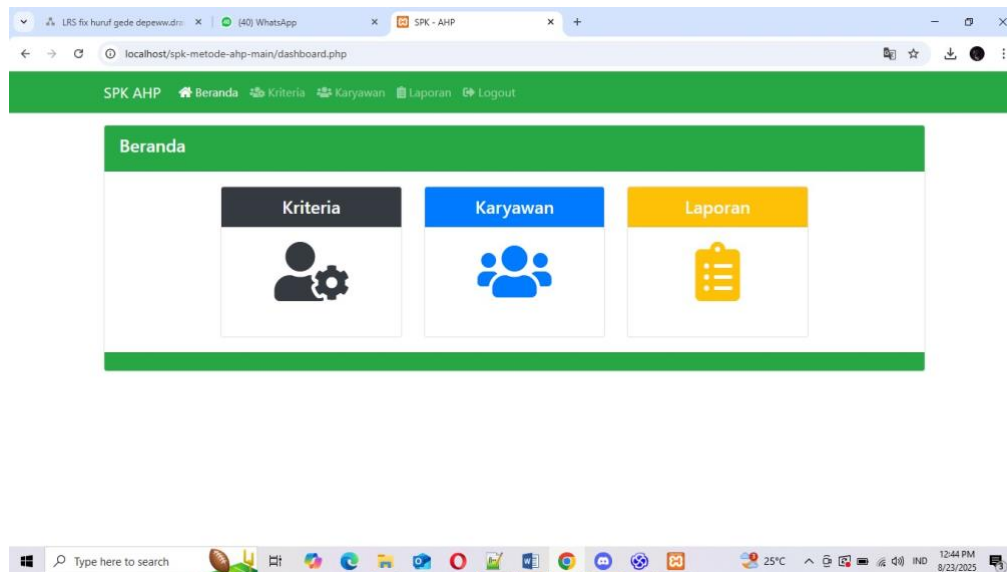 LRS fix huruf gede depeww.dra
(40) WhatsApp
SPK - AHP
localhost/spk-metode-ahp-main/dashboard.php
SPK AHP Beranda Kriteria Karyawan Laporan Logout
Beranda
Kriteria Karyawan Laporan
Type here to search
25°C
IND
12:44 PM
8/23/2025